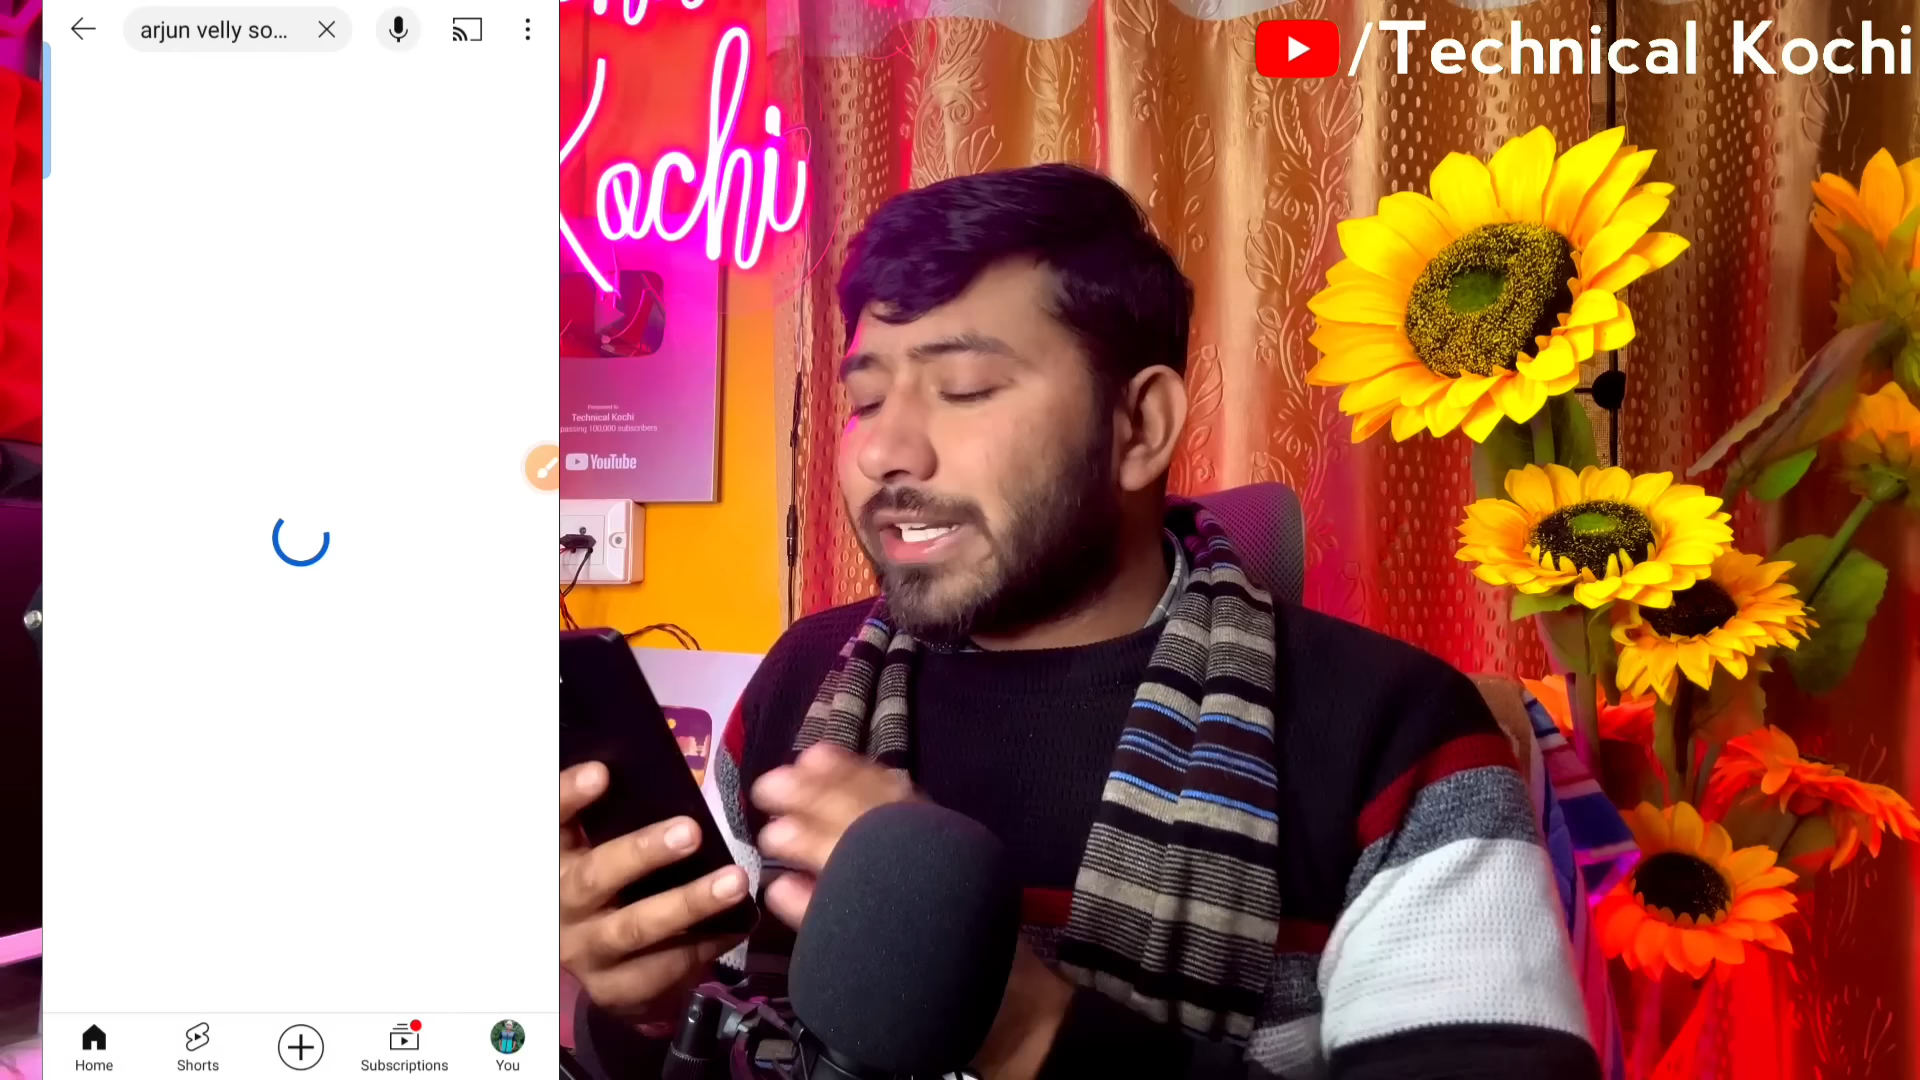 arjun velly so...
/Technical Kochi
Kochi
Technical Kochi
passing 100,000 subscribers
YouTube
Home
Shorts
Subscriptions
You